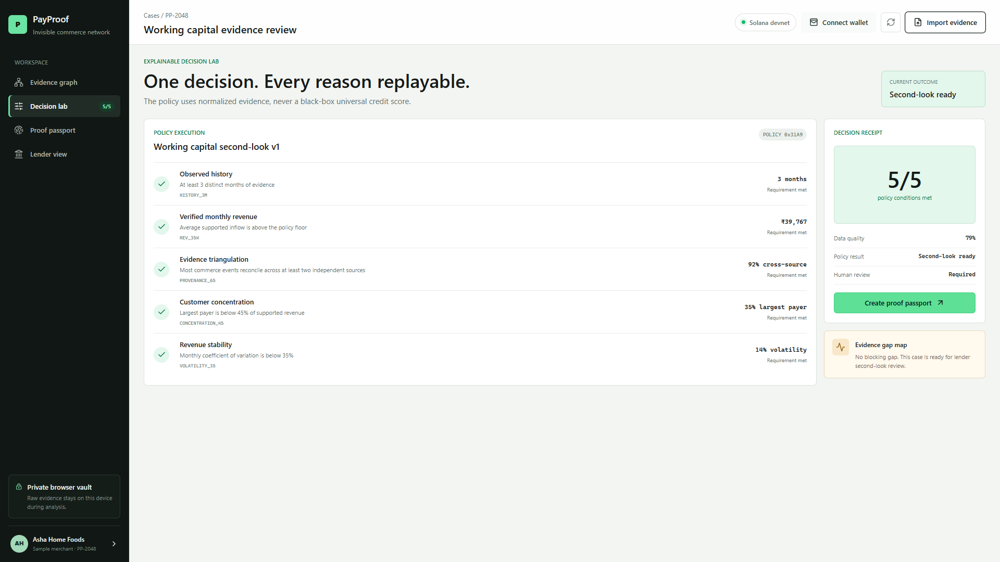 P
PayProof
Invisible commerce network
WORKSPACE
Evidence graph
Decision lab
5/5
Proof passport
Lender view
Private browser vault
Raw evidence stays on this device
during analysis.
AH
Asha Home Foods
Sample merchant · PP-2048
Cases / PP-2048
Working capital evidence review
Solana devnet
Connect wallet
Import evidence
EXPLAINABLE DECISION LAB
One decision. Every reason replayable.
The policy uses normalized evidence, never a black-box universal credit score.
CURRENT OUTCOME
Second-look ready
POLICY EXECUTION
Working capital second-look v1
POLICY 0x31A9
Observed history
At least 3 distinct months of evidence
HISTORY_3M
3 months
Requirement met
Verified monthly revenue
Average supported inflow is above the policy floor
REV_35K
₹39,767
Requirement met
Evidence triangulation
Most commerce events reconcile across at least two independent sources
PROVENANCE_65
92% cross-source
Requirement met
Customer concentration
Largest payer is below 45% of supported revenue
CONCENTRATION_45
35% largest payer
Requirement met
Revenue stability
Monthly coefficient of variation is below 35%
VOLATILITY_35
14% volatility
Requirement met
DECISION RECEIPT
5/5
policy conditions met
Data quality
79%
Policy result
Second-look ready
Human review
Required
Create proof passport
Evidence gap map
No blocking gap. This case is ready for lender
second-look review.